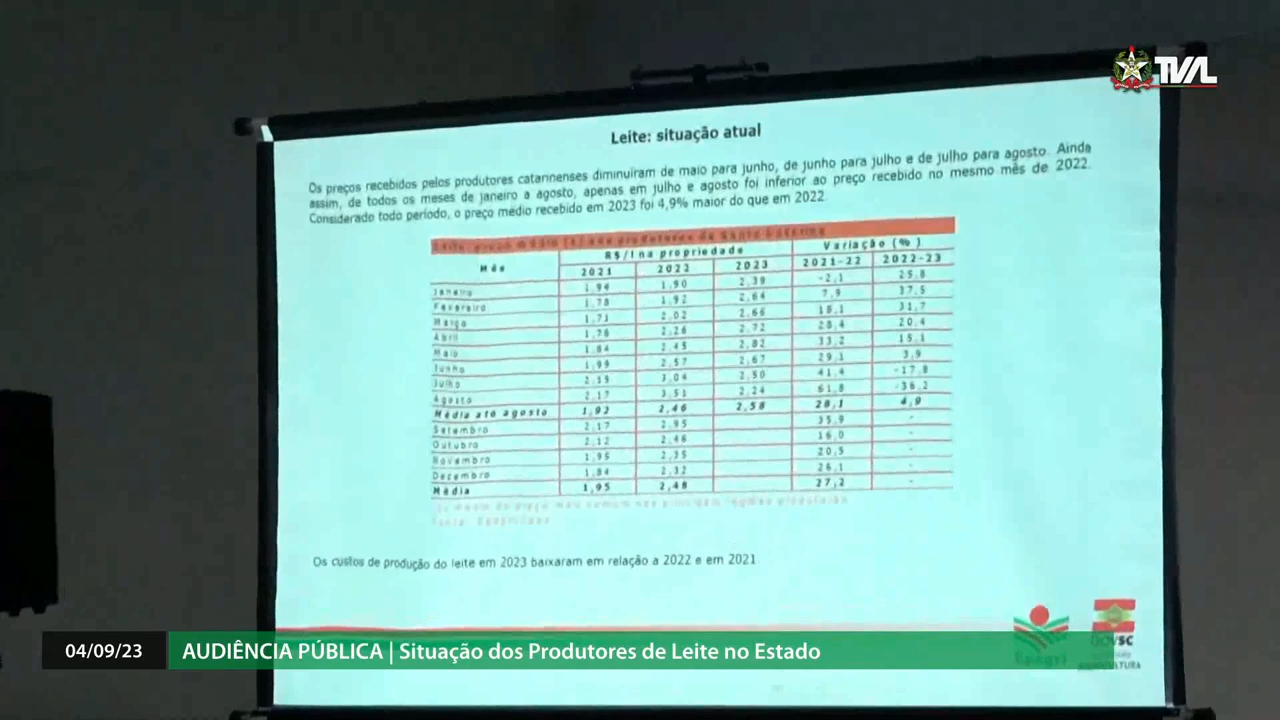 TVAL
Leite: situação atual
Os preços recebidos pelos produtores catarinenses diminuíram de maio para junho, de junho para julho e de julho para agosto. Ainda
assim, de todos os meses de janeiro a agosto, apenas em julho e agosto foi inferior ao preço recebido no mesmo mês de 2022.
Considerado todo período, o preço médio recebido em 2023 foi 4,9% maior do que em 2022.
Mês R$/l na propriedade Variação (%)
2021 2022 2023 2021-22 2022-23
Janeiro 1,94 1,90 2,39 -2,1 25,8
Fevereiro 1,78 1,92 2,64 7,9 37,5
Março 1,71 2,02 2,66 18,1 31,7
Abril 1,76 2,26 2,72 28,4 20,4
Maio 1,84 2,45 2,82 33,2 15,1
Junho 1,99 2,57 2,67 29,1 3,9
Julho 2,15 3,04 2,50 41,4 -17,8
Agosto 2,17 3,51 2,24 61,8 -36,2
Média até agosto 1,92 2,46 2,58 28,1 4,9
Setembro 2,17 2,95 35,9 -
Outubro 2,12 2,46 16,0 -
Novembro 1,95 2,35 20,5 -
Dezembro 1,84 2,32 26,1 -
Média 1,95 2,48 27,2 -
Os custos de produção do leite em 2023 baixaram em relação a 2022 e em 2021
Epagri
GOVSC
AGRICULTURA
04/09/23 AUDIÊNCIA PÚBLICA | Situação dos Produtores de Leite no Estado